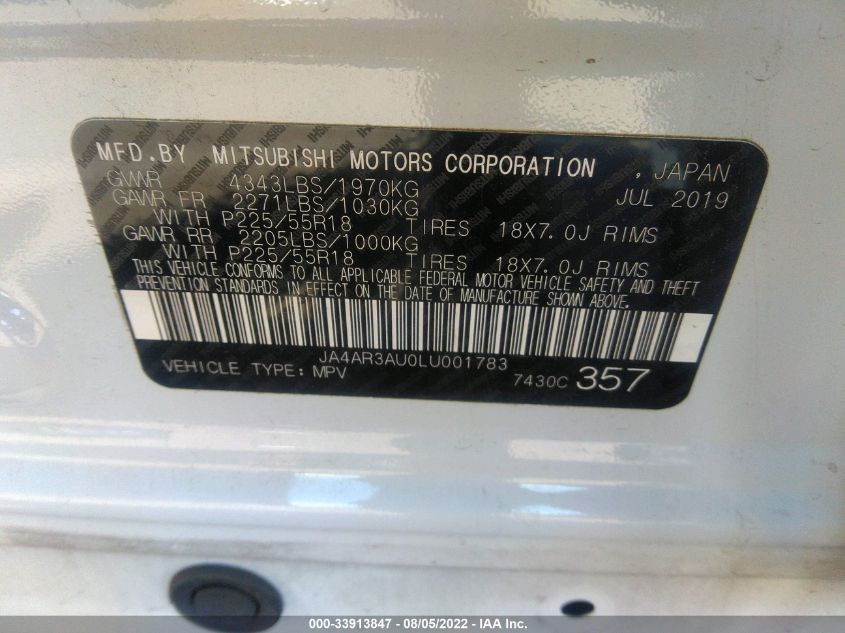 MFD.BY MITSUBISHI MOTORS CORPORATION , JAPAN
GVWR 4343LBS/1970KG JUL 2019
GAWR FR 2271LBS/1030KG
WITH P225/55R18 TIRES 18X7.0J RIMS
GAWR RR 2205LBS/1000KG
WITH P225/55R18 TIRES 18X7.0J RIMS
THIS VEHICLE CONFORMS TO ALL APPLICABLE FEDERAL MOTOR VEHICLE SAFETY AND THEFT
PREVENTION STANDARDS IN EFFECT ON THE DATE OF MANUFACTURE SHOWN ABOVE.
JA4AR3AU0LU001783
VEHICLE TYPE: MPV 7430C 357
000-33913847 - 08/05/2022 - IAA Inc.